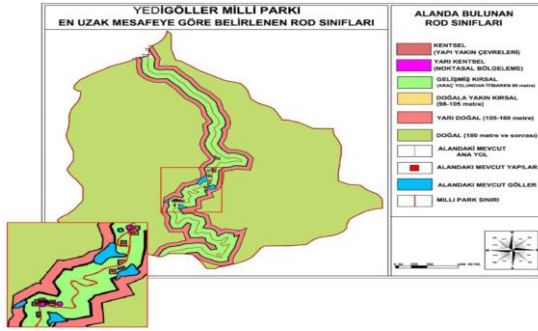 YEDİGÖLLER MİLLİ PARKI
EN UZAK MESAFEYE GÖRE BELİRLENEN ROD SINIFLARI
ALANDA BULUNAN
ROD SINIFLARI
KENTSEL
(YAPI YAKIN ÇEVRELERİ)
YARI KENTSEL
(NOKTASAL BÖLGELEME)
GELİŞMİŞ KIRSAL
(ARAÇ YOLUNDAN İTİBAREN 98 metre)
DOĞALA YAKIN KIRSAL
(98-105 metre)
YARI DOĞAL (105-180 metre)
DOĞAL (180 metre ve sonrası)
ALANDAKİ MEVCUT
ANA YOL
ALANDAKİ MEVCUT YAPILAR
ALANDAKİ MEVCUT GÖLLER
MİLLİ PARK SINIRI